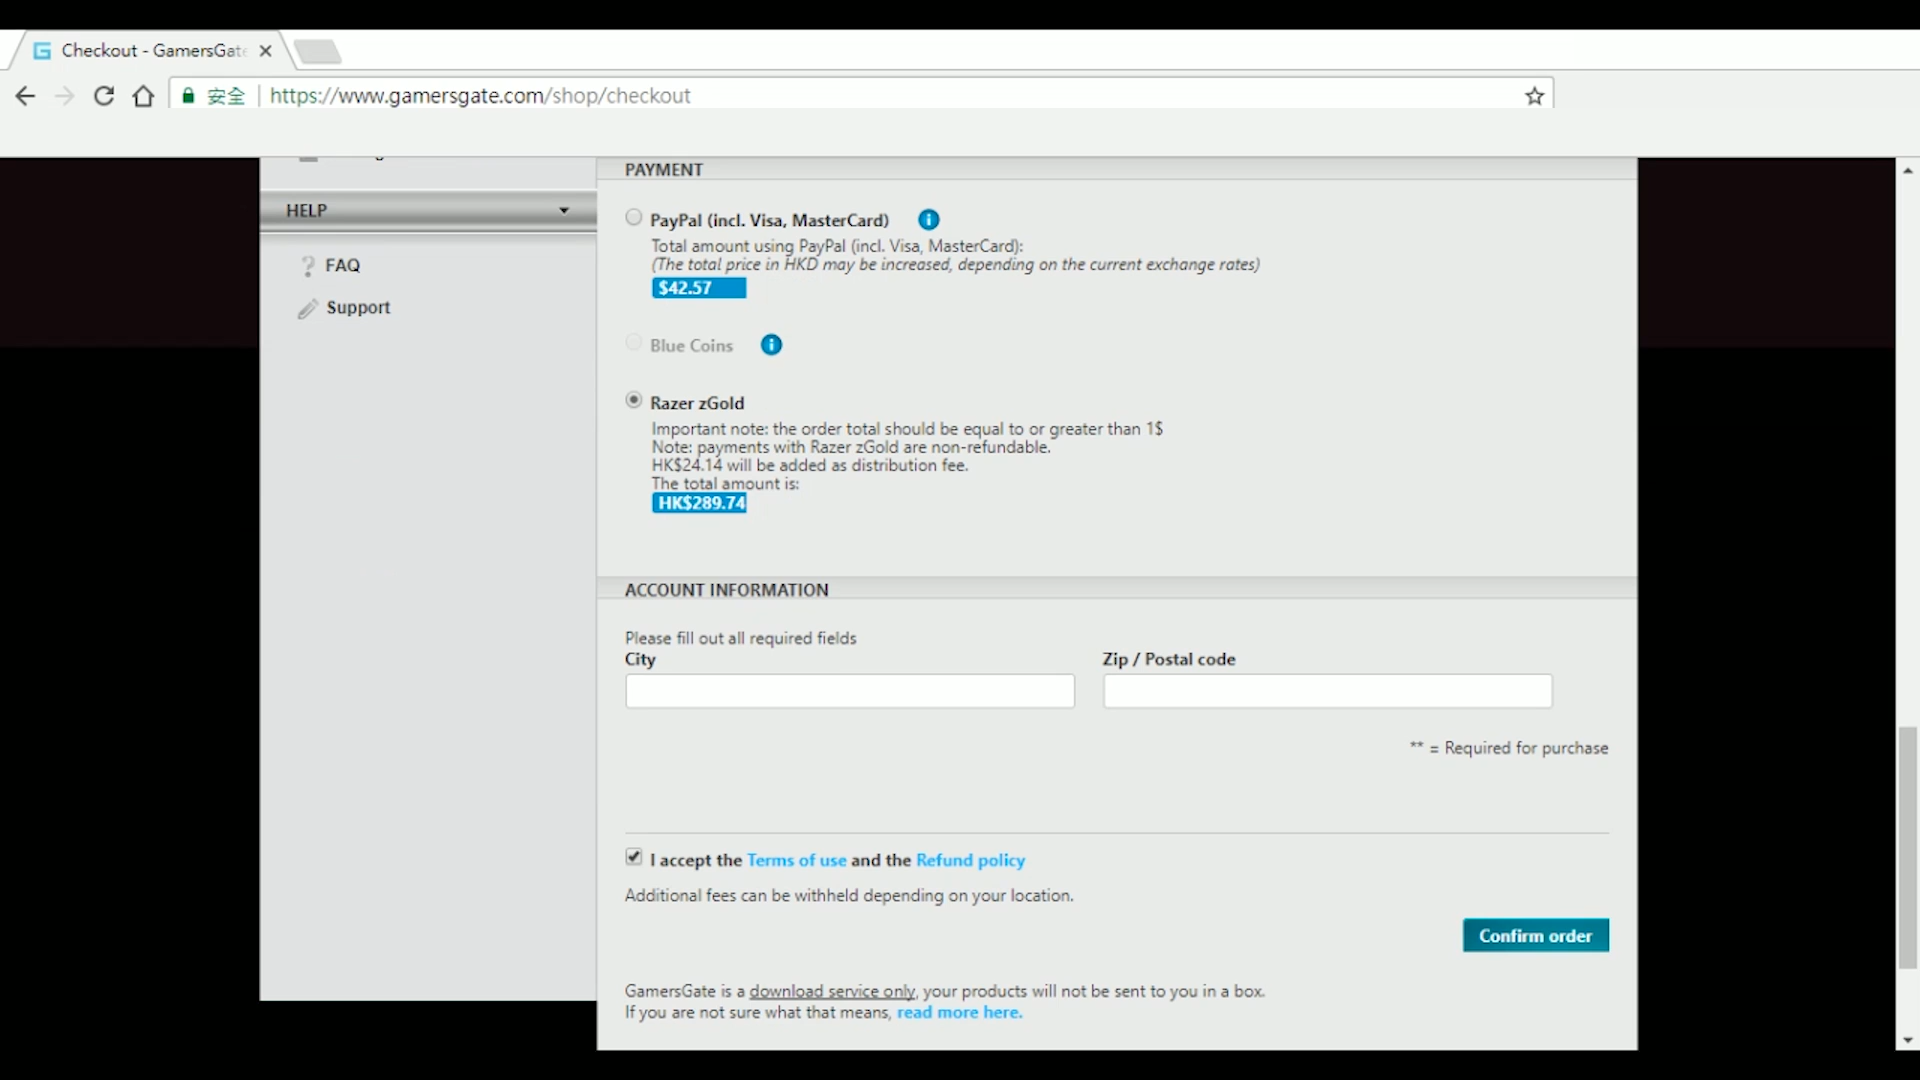 Checkout - GamersGate
安全
https://www.gamersgate.com/shop/checkout
HELP
FAQ
Support
PAYMENT
PayPal (incl. Visa, MasterCard)
Total amount using PayPal (incl. Visa, MasterCard):
(The total price in HKD may be increased, depending on the current exchange rates)
$42.57
Blue Coins
Razer zGold
Important note: the order total should be equal to or greater than 1$
Note: payments with Razer zGold are non-refundable.
HK$24.14 will be added as distribution fee.
The total amount is:
HK$289.74
ACCOUNT INFORMATION
Please fill out all required fields
City
Zip / Postal code
** = Required for purchase
I accept the Terms of use and the Refund policy
Additional fees can be withheld depending on your location.
Confirm order
GamersGate is a download service only, your products will not be sent to you in a box.
If you are not sure what that means, read more here.